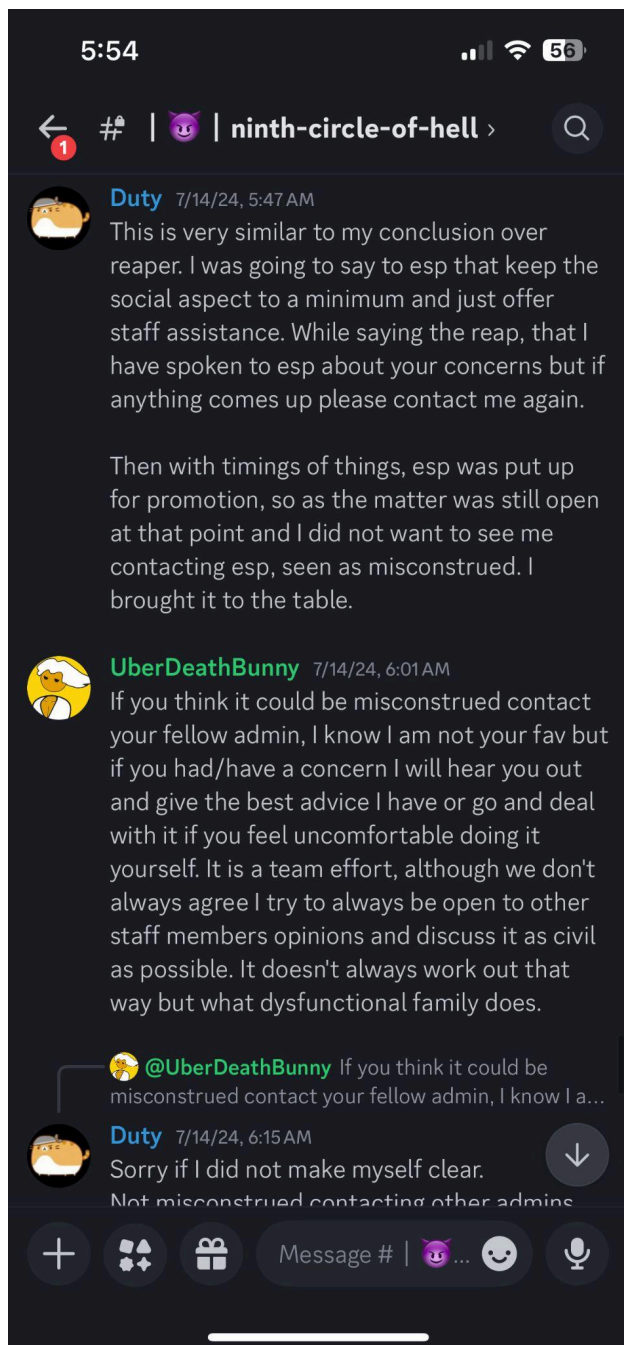 5:54
56
1
# | 😈 | ninth-circle-of-hell ›
Duty 7/14/24, 5:47 AM
This is very similar to my conclusion over
reaper. I was going to say to esp that keep the
social aspect to a minimum and just offer
staff assistance. While saying the reap, that I
have spoken to esp about your concerns but if
anything comes up please contact me again.
Then with timings of things, esp was put up
for promotion, so as the matter was still open
at that point and I did not want to see me
contacting esp, seen as misconstrued. I
brought it to the table.
UberDeathBunny 7/14/24, 6:01 AM
If you think it could be misconstrued contact
your fellow admin, I know I am not your fav but
if you had/have a concern I will hear you out
and give the best advice I have or go and deal
with it if you feel uncomfortable doing it
yourself. It is a team effort, although we don't
always agree I try to always be open to other
staff members opinions and discuss it as civil
as possible. It doesn't always work out that
way but what dysfunctional family does.
@UberDeathBunny If you think it could be
misconstrued contact your fellow admin, I know I a...
Duty 7/14/24, 6:15 AM
Sorry if I did not make myself clear.
Not misconstrued contacting other admins
Message # | 😈...